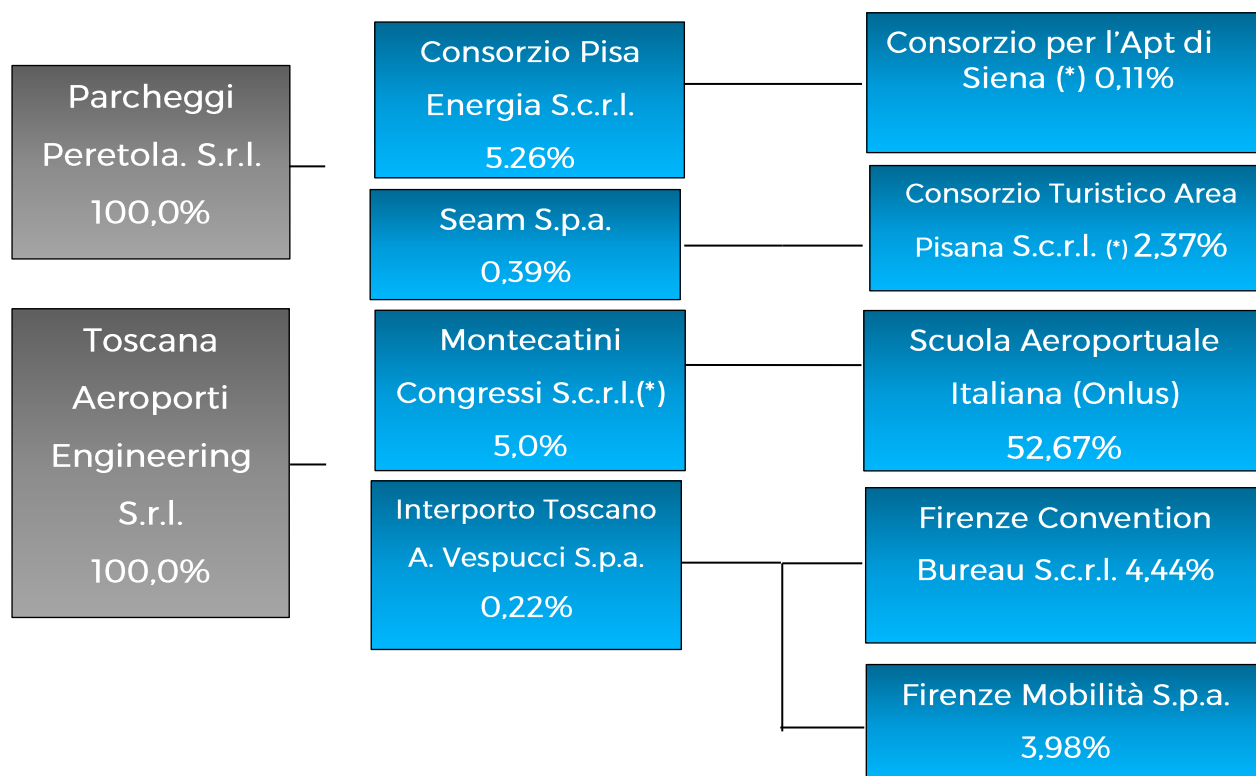 Parcheggi
Peretola. S.r.l.
100,0%
Toscana
Aeroporti
Engineering
S.r.l.
100,0%
Consorzio Pisa
Energia S.c.r.l.
5.26%
Seam S.p.a.
0,39%
Montecatini
Congressi S.c.r.l.(*)
5,0%
Interporto Toscano
A. Vespucci S.p.a.
0,22%
Consorzio per l'Apt di
Siena (*) 0,11%
Consorzio Turistico Area
Pisana S.c.r.l. (*) 2,37%
Scuola Aeroportuale
Italiana (Onlus)
52,67%
Firenze Convention
Bureau S.c.r.l. 4,44%
Firenze Mobilità S.p.a.
3,98%